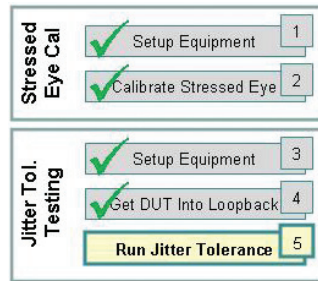 Stressed
Eye Cal
Setup Equipment 1
Calibrate Stressed Eye 2
Jitter Tol.
Testing
Setup Equipment 3
Get DUT Into Loopback 4
Run Jitter Tolerance 5